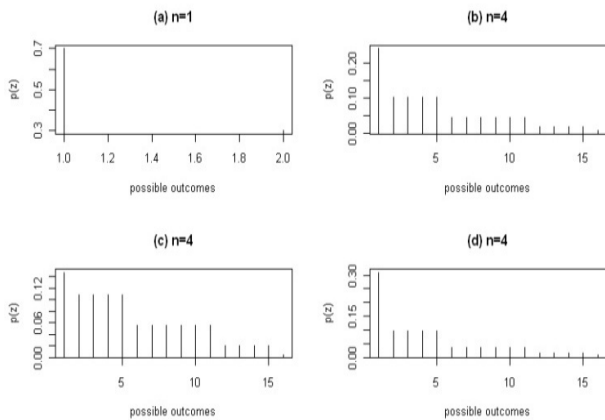 (a) n=1
p(z)
0.3 0.5 0.7
1.0 1.2 1.4 1.6 1.8 2.0
possible outcomes
(b) n=4
p(z)
0.00 0.10 0.20
5 10 15
possible outcomes
(c) n=4
p(z)
0.00 0.06 0.12
5 10 15
possible outcomes
(d) n=4
p(z)
0.00 0.15 0.30
5 10 15
possible outcomes